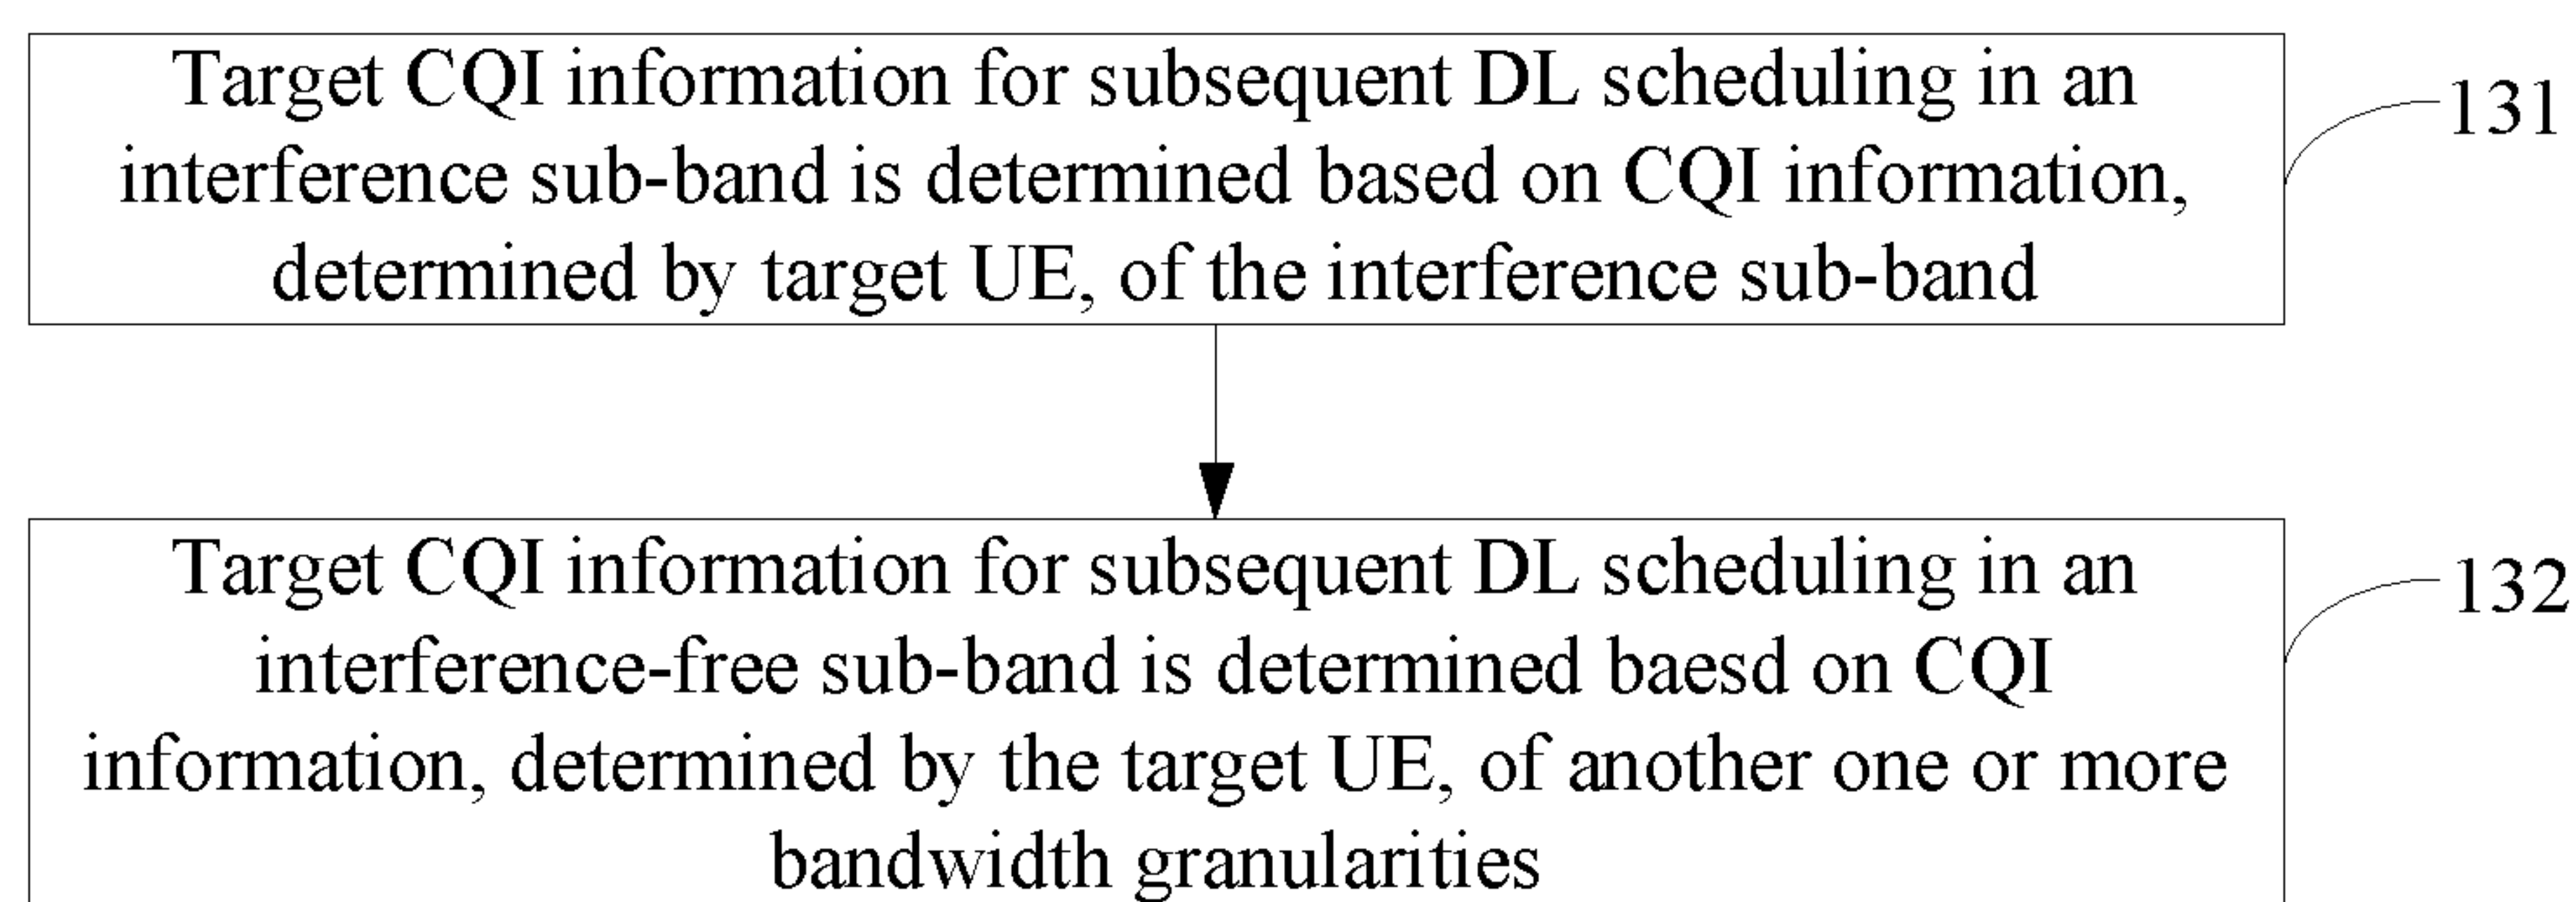 Target CQI information for subsequent DL scheduling in an
interference sub-band is determined based on CQI information,
determined by target UE, of the interference sub-band
131
Target CQI information for subsequent DL scheduling in an
interference-free sub-band is determined baesd on CQI
information, determined by the target UE, of another one or more
bandwidth granularities
132